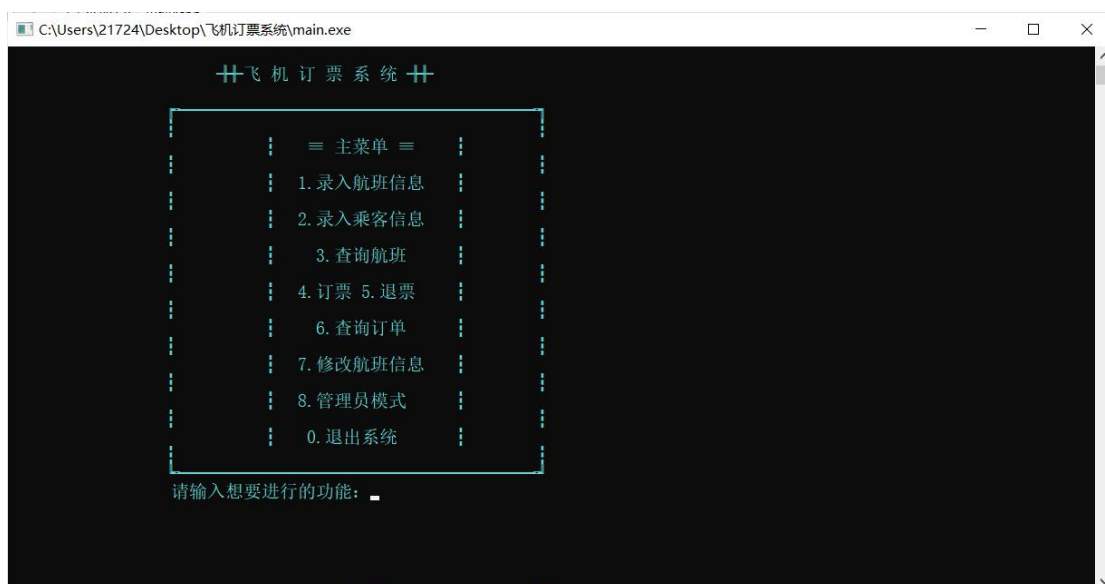 C:\Users\21724\Desktop\飞机订票系统\main.exe
飞 机 订 票 系 统
≡ 主菜单 ≡
1.录入航班信息
2.录入乘客信息
3.查询航班
4.订票 5.退票
6.查询订单
7.修改航班信息
8.管理员模式
0.退出系统
请输入想要进行的功能：